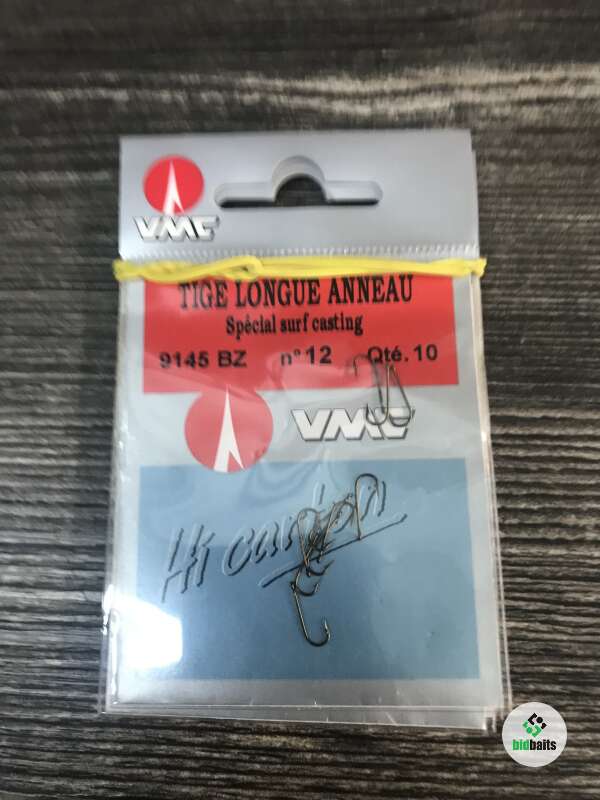 VMC
TIGE LONGUE ANNEAU
Spécial surf casting
9145 BZ n° 12 Qté. 10
VMC
Hi carbon
bidbaits